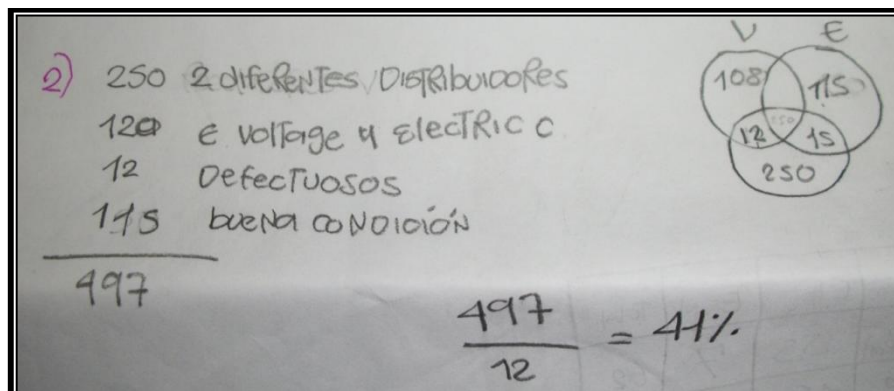 2) 250 2 diferentes DISTRIBUIDORES
120 E voltage y ElecTRIC C
12 Defectuosos
115 buena CONDICIÓN
497
V E
108 115
12 15
250
497
12
= 41%